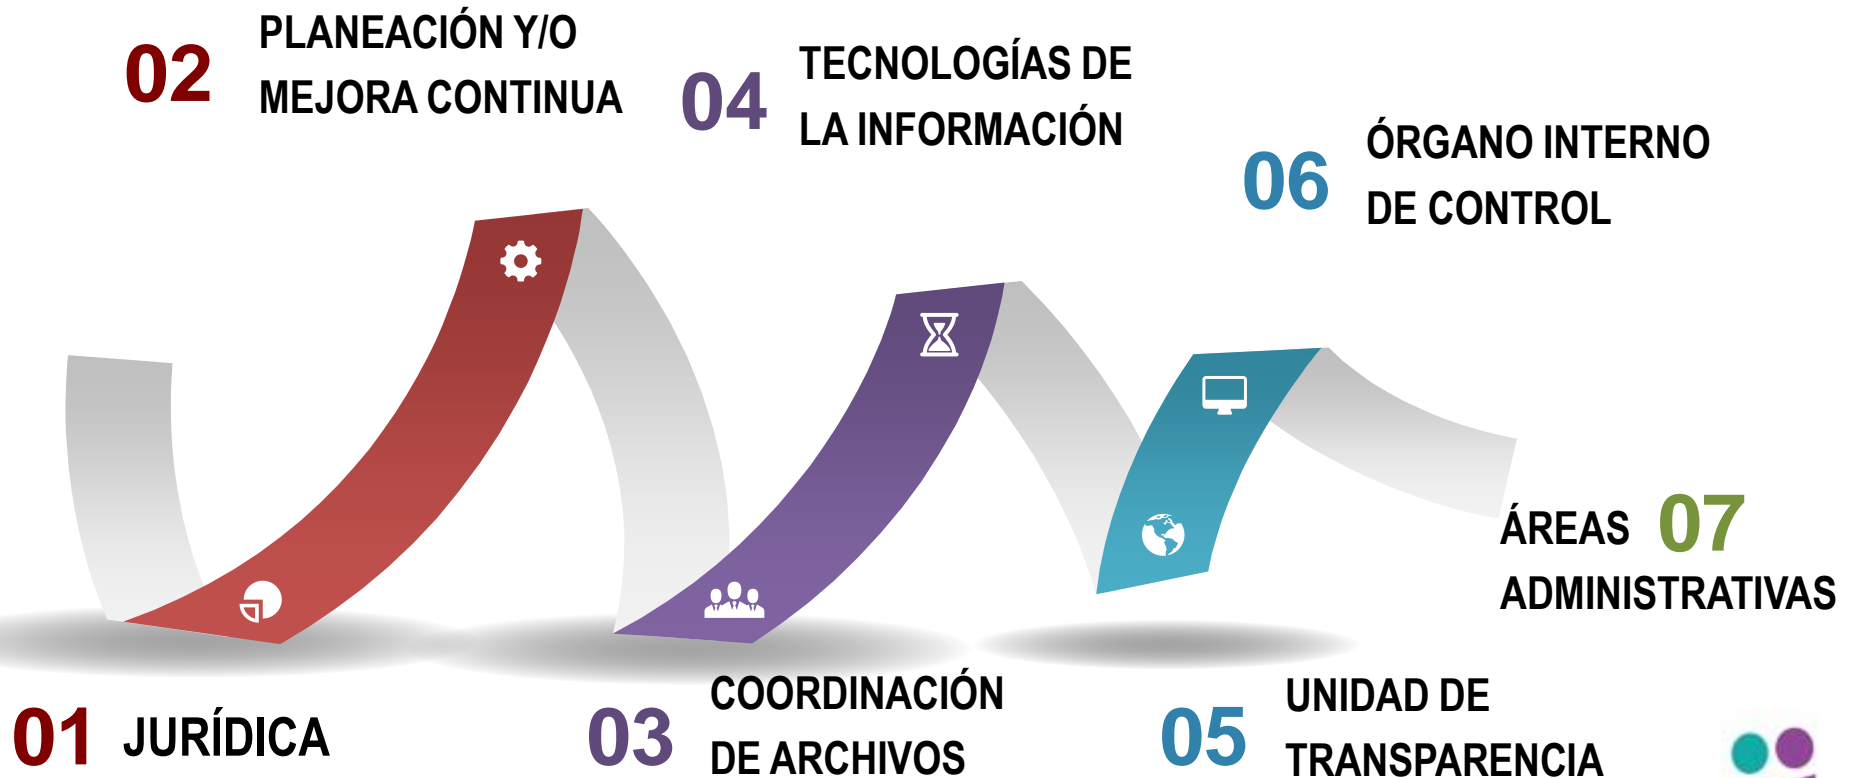 02
PLANEACIÓN Y/O
MEJORA CONTINUA
04
TECNOLOGÍAS DE
LA INFORMACIÓN
06
ÓRGANO INTERNO
DE CONTROL
ÁREAS 07
ADMINISTRATIVAS
01 JURÍDICA
03
COORDINACIÓN
DE ARCHIVOS
05
UNIDAD DE
TRANSPARENCIA